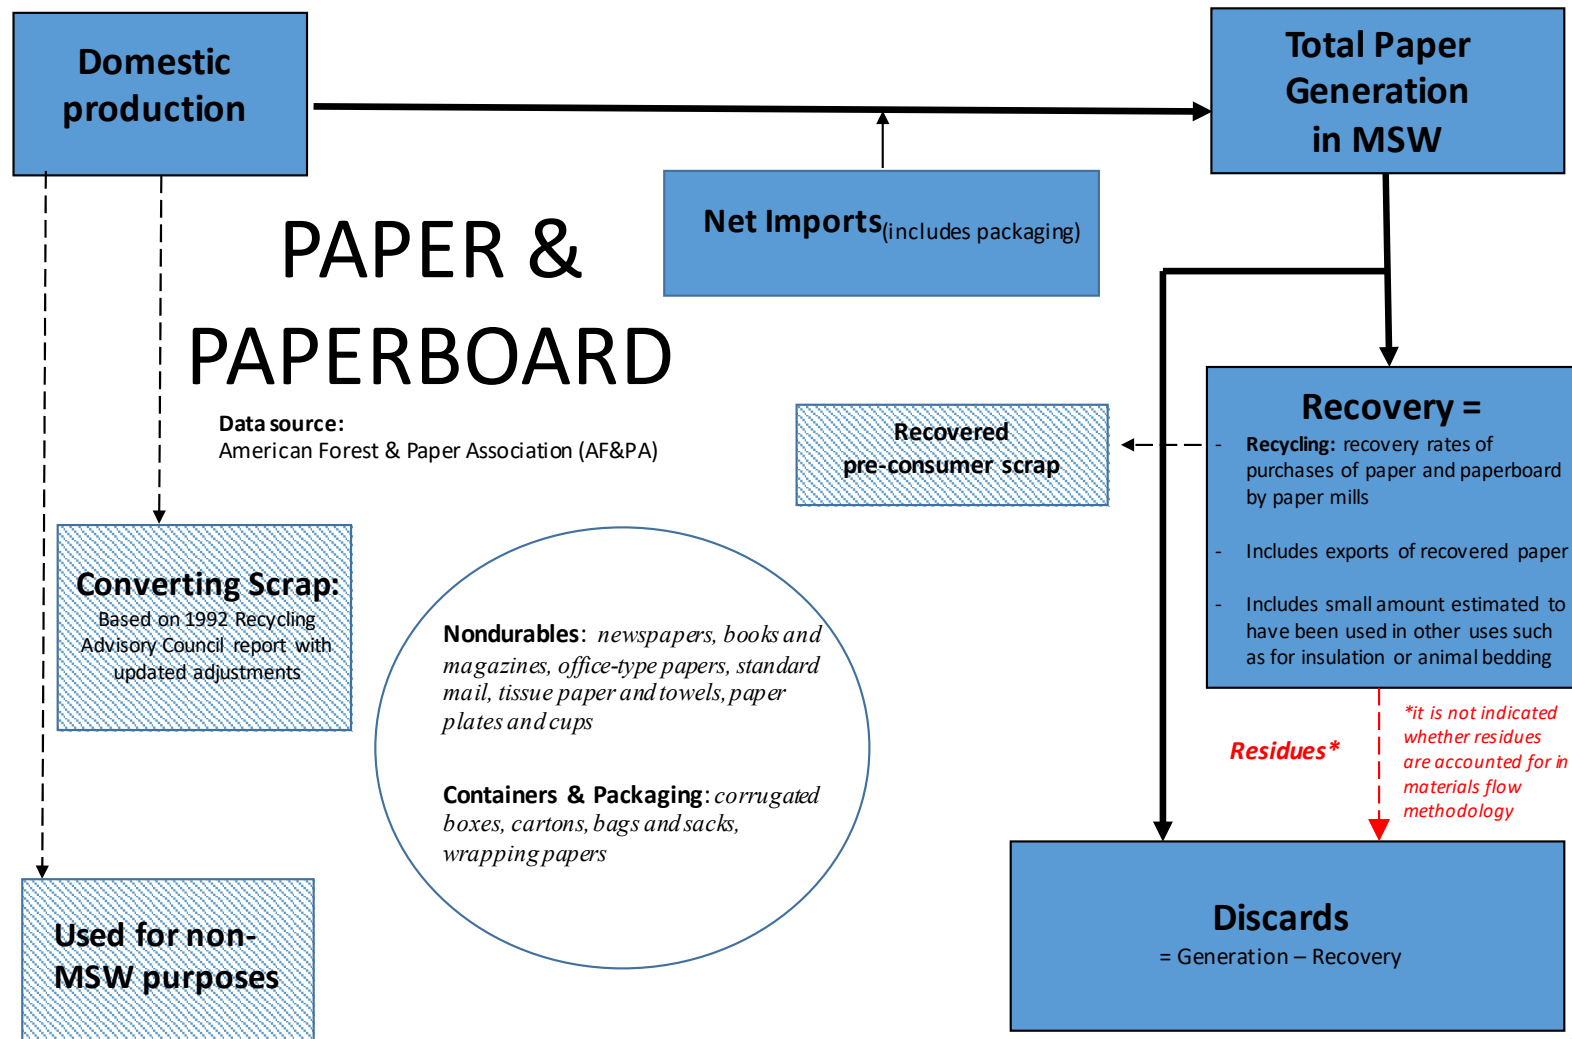 Domestic
production
Total Paper
Generation
in MSW
Net Imports(includes packaging)
PAPER &
PAPERBOARD
Data source:
American Forest & Paper Association (AF&PA)
Recovered
pre-consumer scrap
Recovery =
- Recycling: recovery rates of
purchases of paper and paperboard
by paper mills
- Includes exports of recovered paper
- Includes small amount estimated to
have been used in other uses such
as for insulation or animal bedding
Converting Scrap:
Based on 1992 Recycling
Advisory Council report with
updated adjustments
Nondurables: newspapers, books and
magazines, office-type papers, standard
mail, tissue paper and towels, paper
plates and cups
Containers & Packaging: corrugated
boxes, cartons, bags and sacks,
wrapping papers
Residues*
*it is not indicated
whether residues
are accounted for in
materials flow
methodology
Used for non-
MSW purposes
Discards
= Generation – Recovery